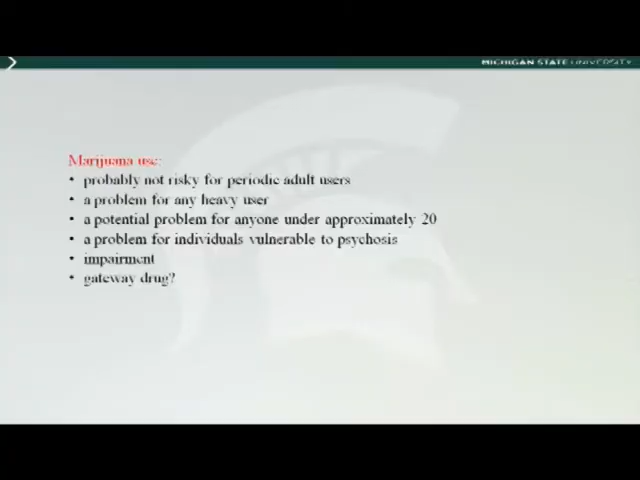 MICHIGAN STATE UNIVERSITY
Marijuana use:
• probably not risky for periodic adult users
• a problem for any heavy user
• a potential problem for anyone under approximately 20
• a problem for individuals vulnerable to psychosis
• impairment
• gateway drug?